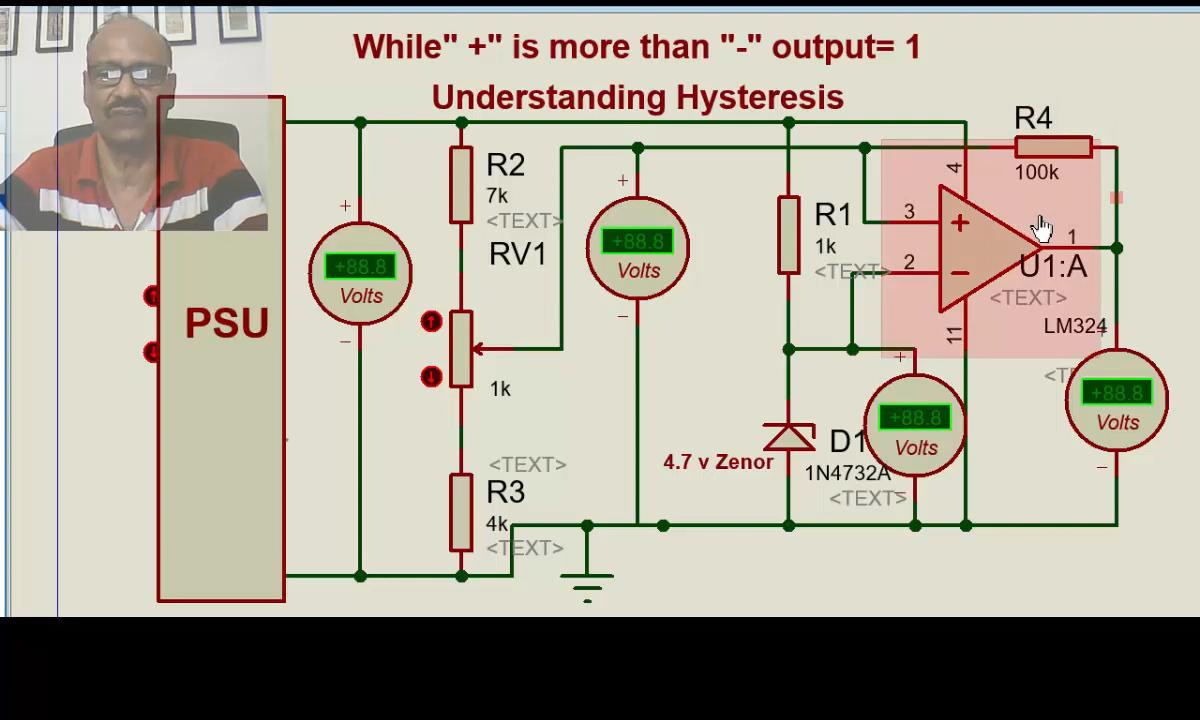 While" +" is more than "-" output= 1
Understanding Hysteresis
R4
100k
R2
7k
<TEXT>
RV1
1k
<TEXT>
R3
4k
<TEXT>
PSU
+
+88.8
Volts
−
+
+88.8
Volts
−
R1
1k
<TEXT>
4
3
+
2
−
1
11
U1:A
<TEXT>
LM324
4.7 v Zenor
D1
1N4732A
<TEXT>
+
+88.8
Volts
−
<T
+
+88.8
Volts
−